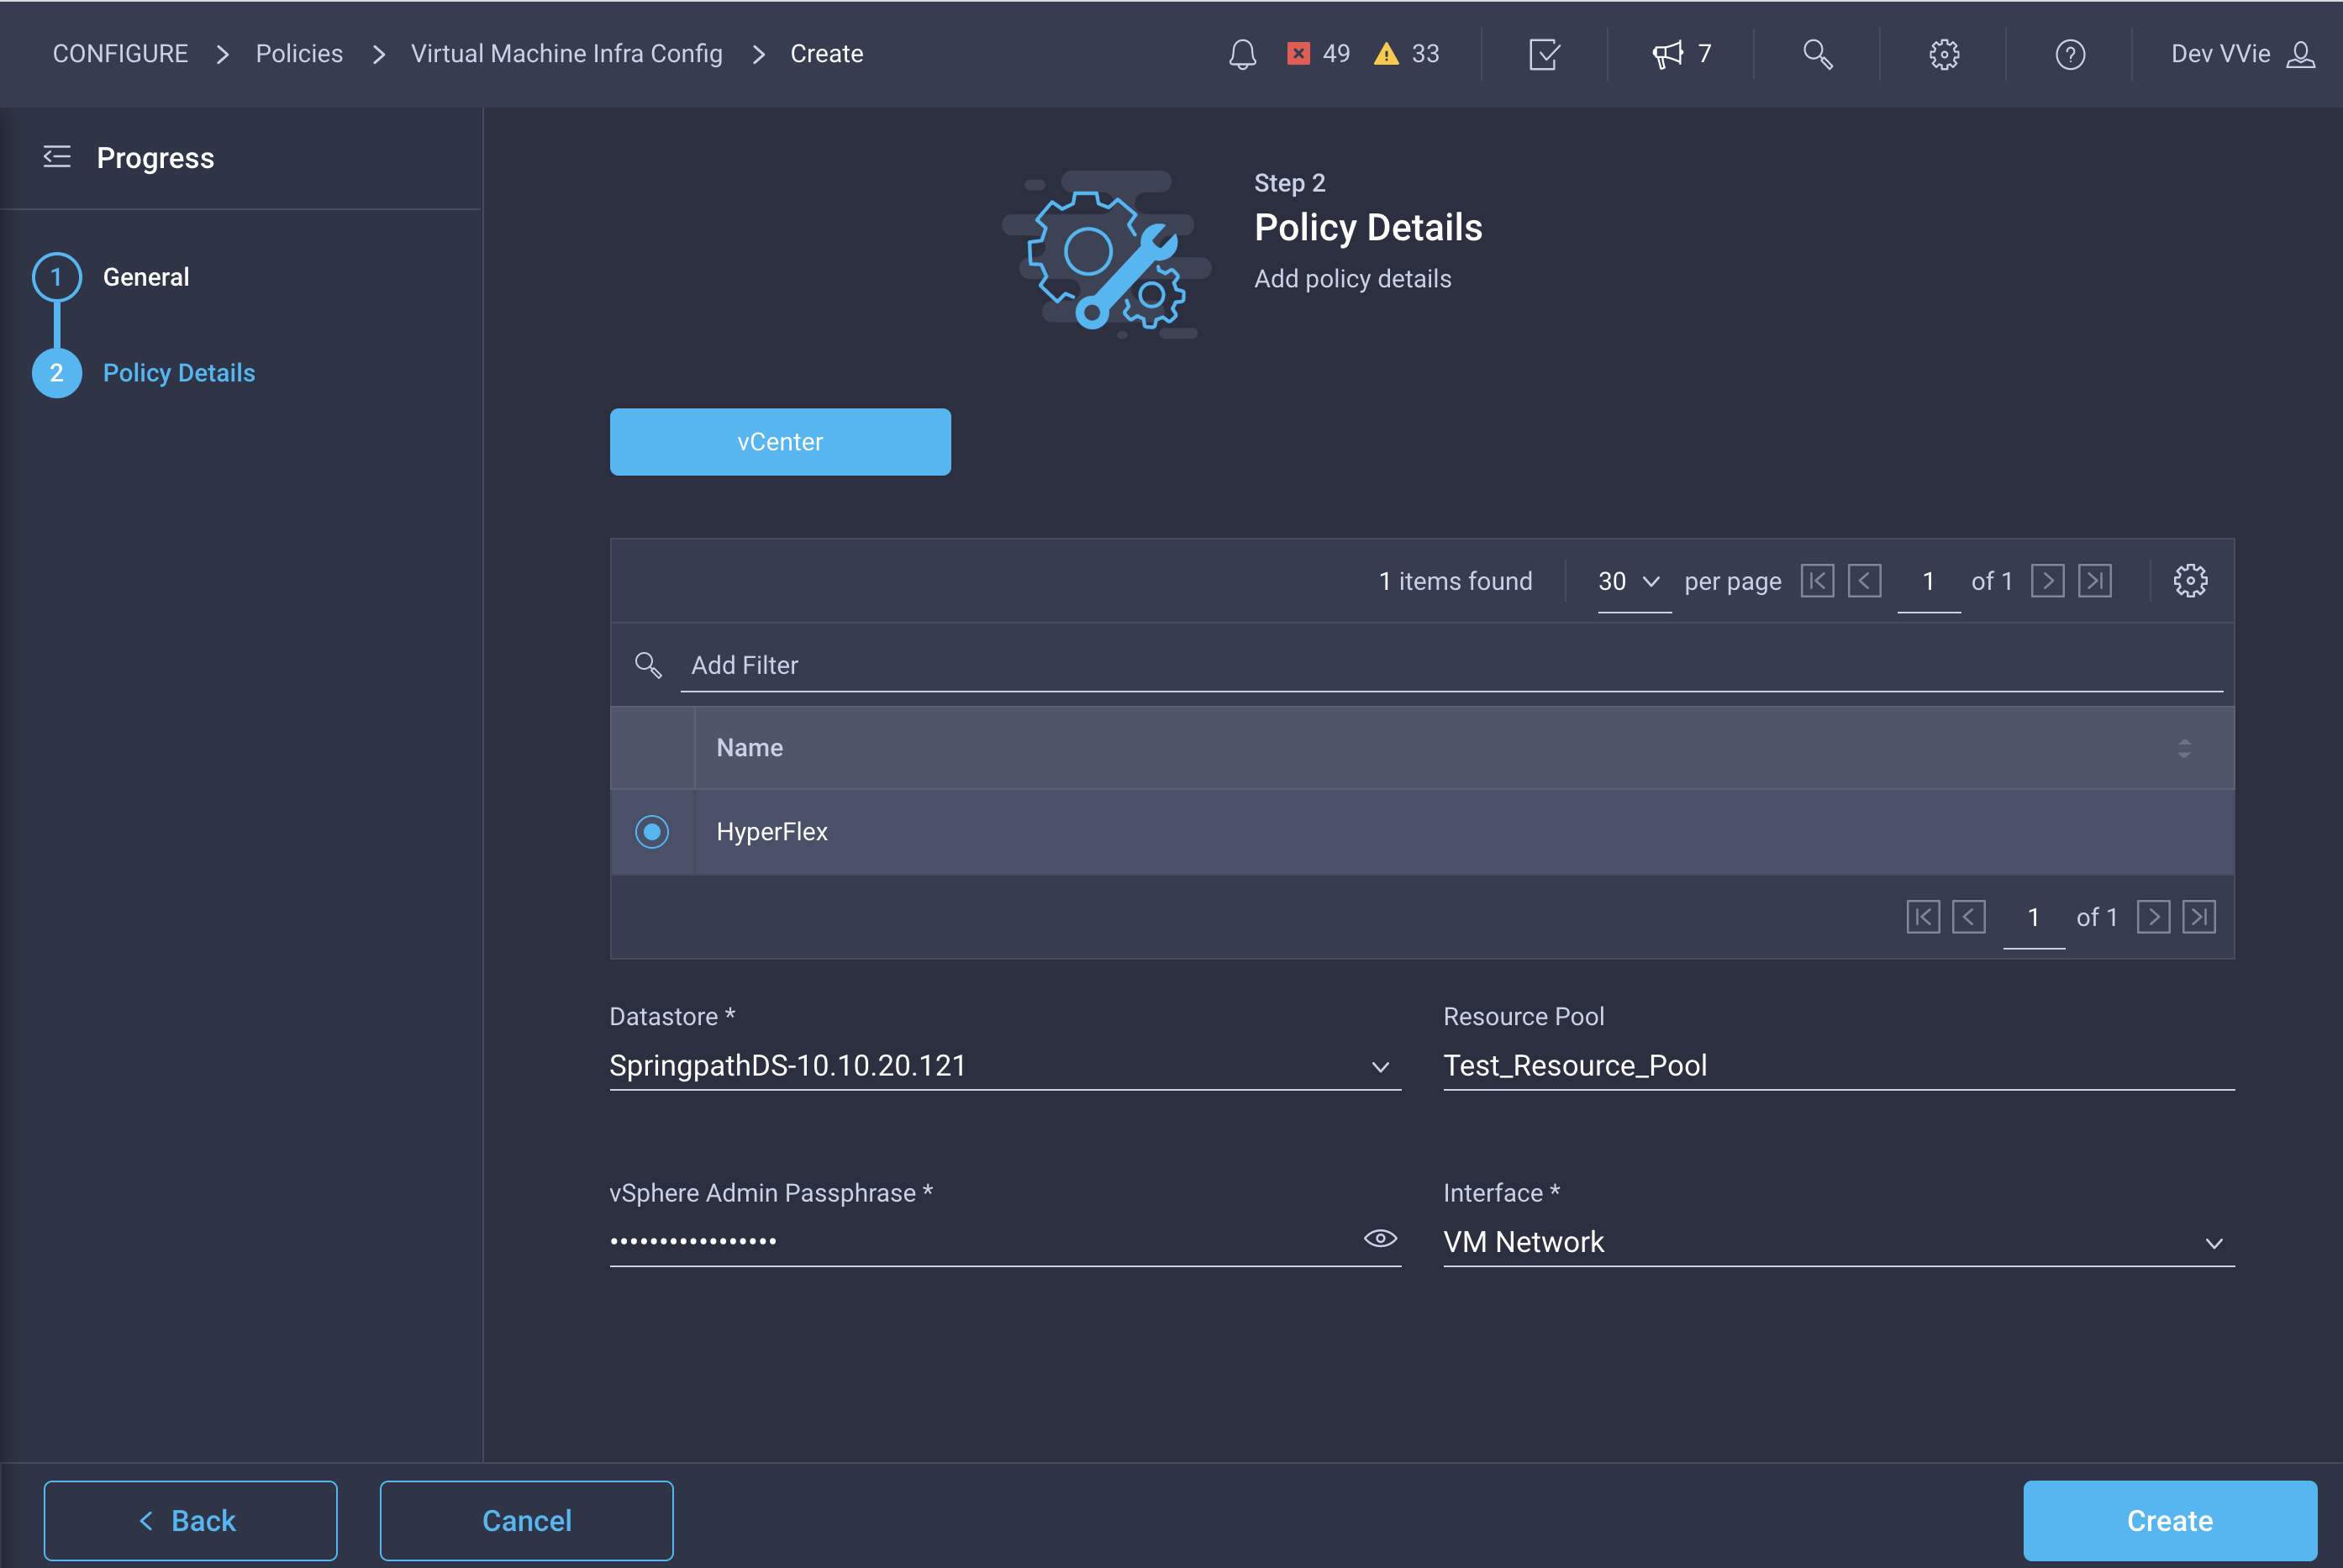 CONFIGURE > Policies > Virtual Machine Infra Config > Create 49 33 7 Dev VVie
Progress
1 General
2 Policy Details
Step 2
Policy Details
Add policy details
vCenter
1 items found 30 per page 1 of 1
Add Filter
Name
HyperFlex
1 of 1
Datastore * Resource Pool
SpringpathDS-10.10.20.121 Test_Resource_Pool
vSphere Admin Passphrase * Interface *
••••••••••••••••• VM Network
< Back Cancel Create